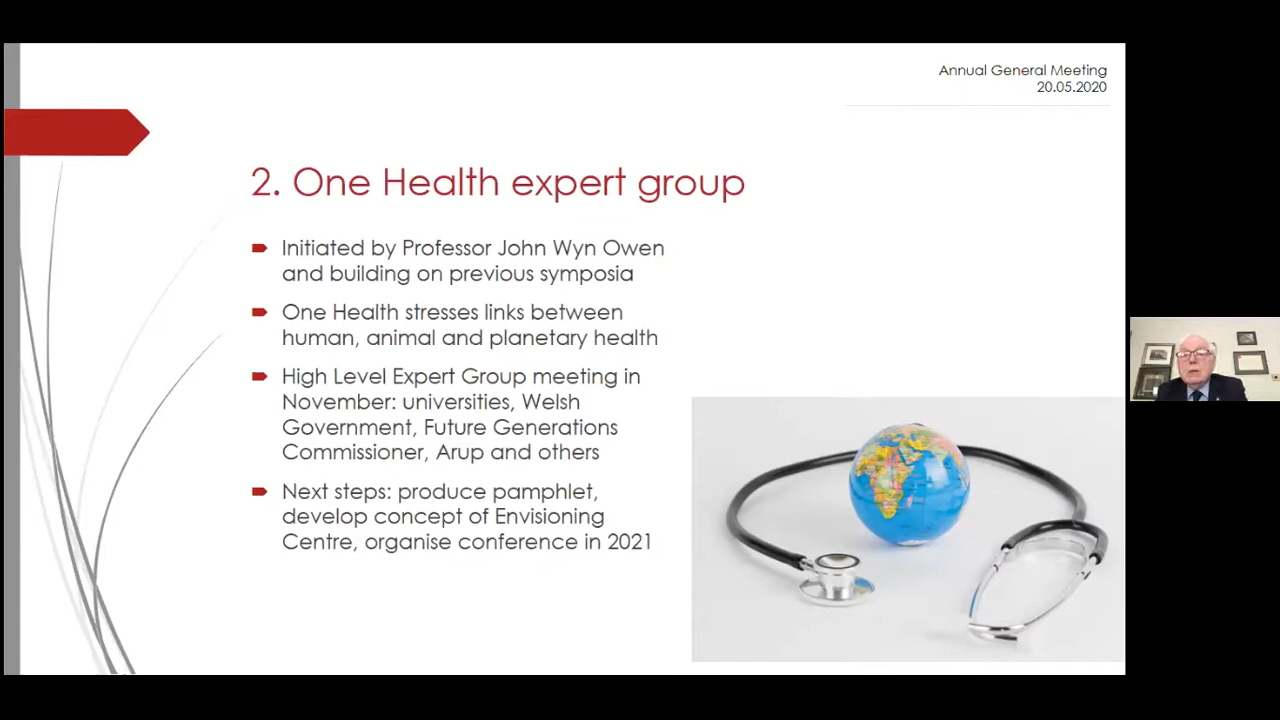 Annual General Meeting
20.05.2020
2. One Health expert group
Initiated by Professor John Wyn Owen
and building on previous symposia
One Health stresses links between
human, animal and planetary health
High Level Expert Group meeting in
November: universities, Welsh
Government, Future Generations
Commissioner, Arup and others
Next steps: produce pamphlet,
develop concept of Envisioning
Centre, organise conference in 2021